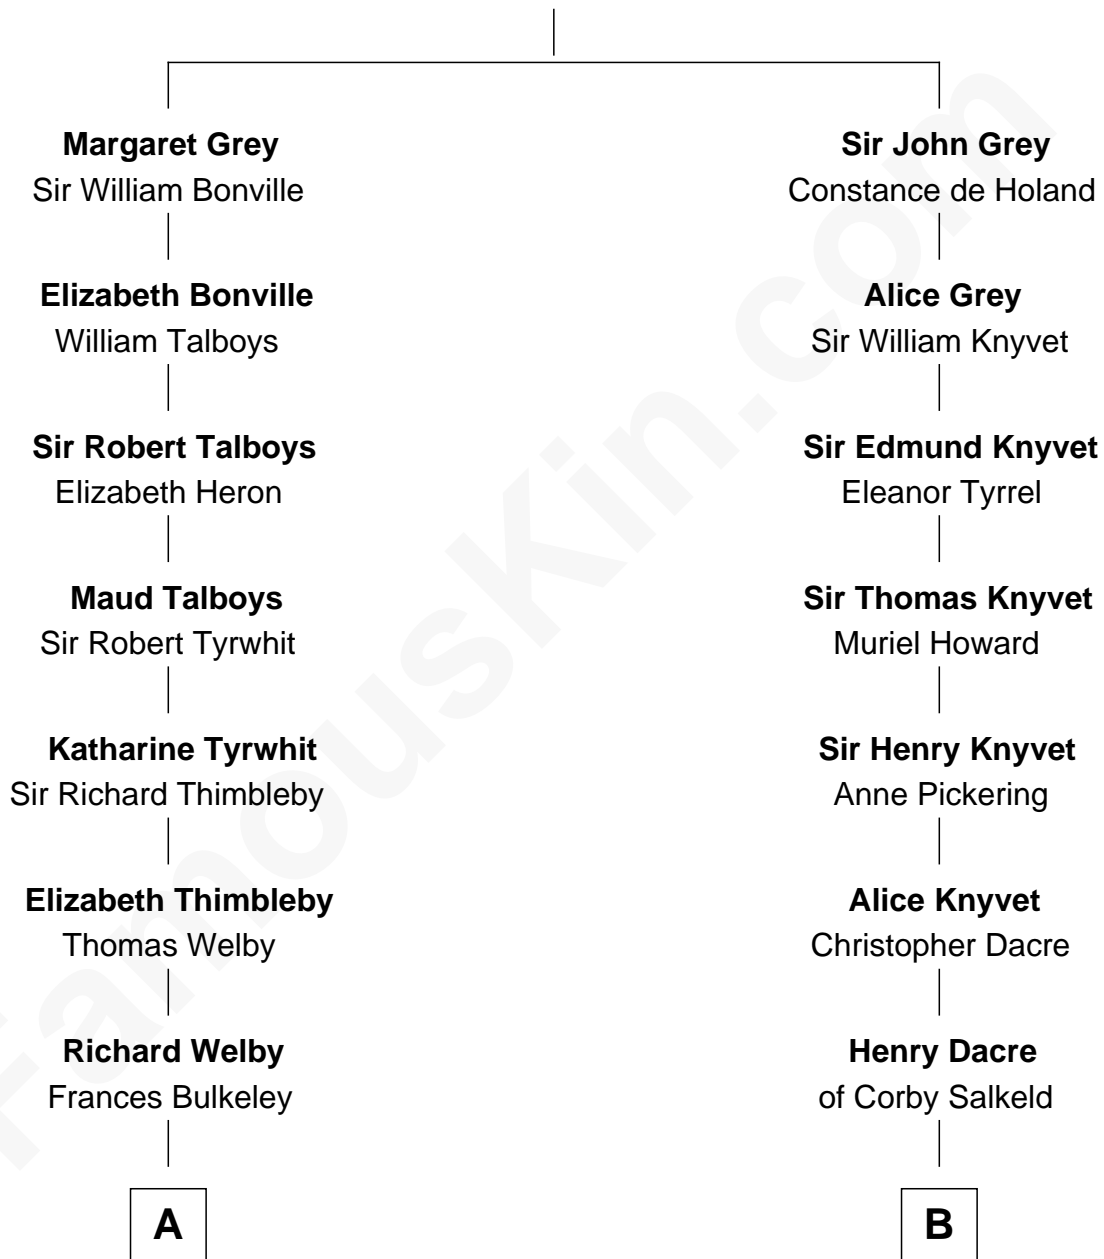 Margaret Grey
Sir William Bonville
Sir John Grey
Constance de Holand
Elizabeth Bonville
William Talboys
Alice Grey
Sir William Knyvet
Sir Robert Talboys
Elizabeth Heron
Sir Edmund Knyvet
Eleanor Tyrrel
Maud Talboys
Sir Robert Tyrwhit
Sir Thomas Knyvet
Muriel Howard
Katharine Tyrwhit
Sir Richard Thimbleby
Sir Henry Knyvet
Anne Pickering
Elizabeth Thimbleby
Thomas Welby
Alice Knyvet
Christopher Dacre
Richard Welby
Frances Bulkeley
Henry Dacre
of Corby Salkeld
A
B
FamousKin.com